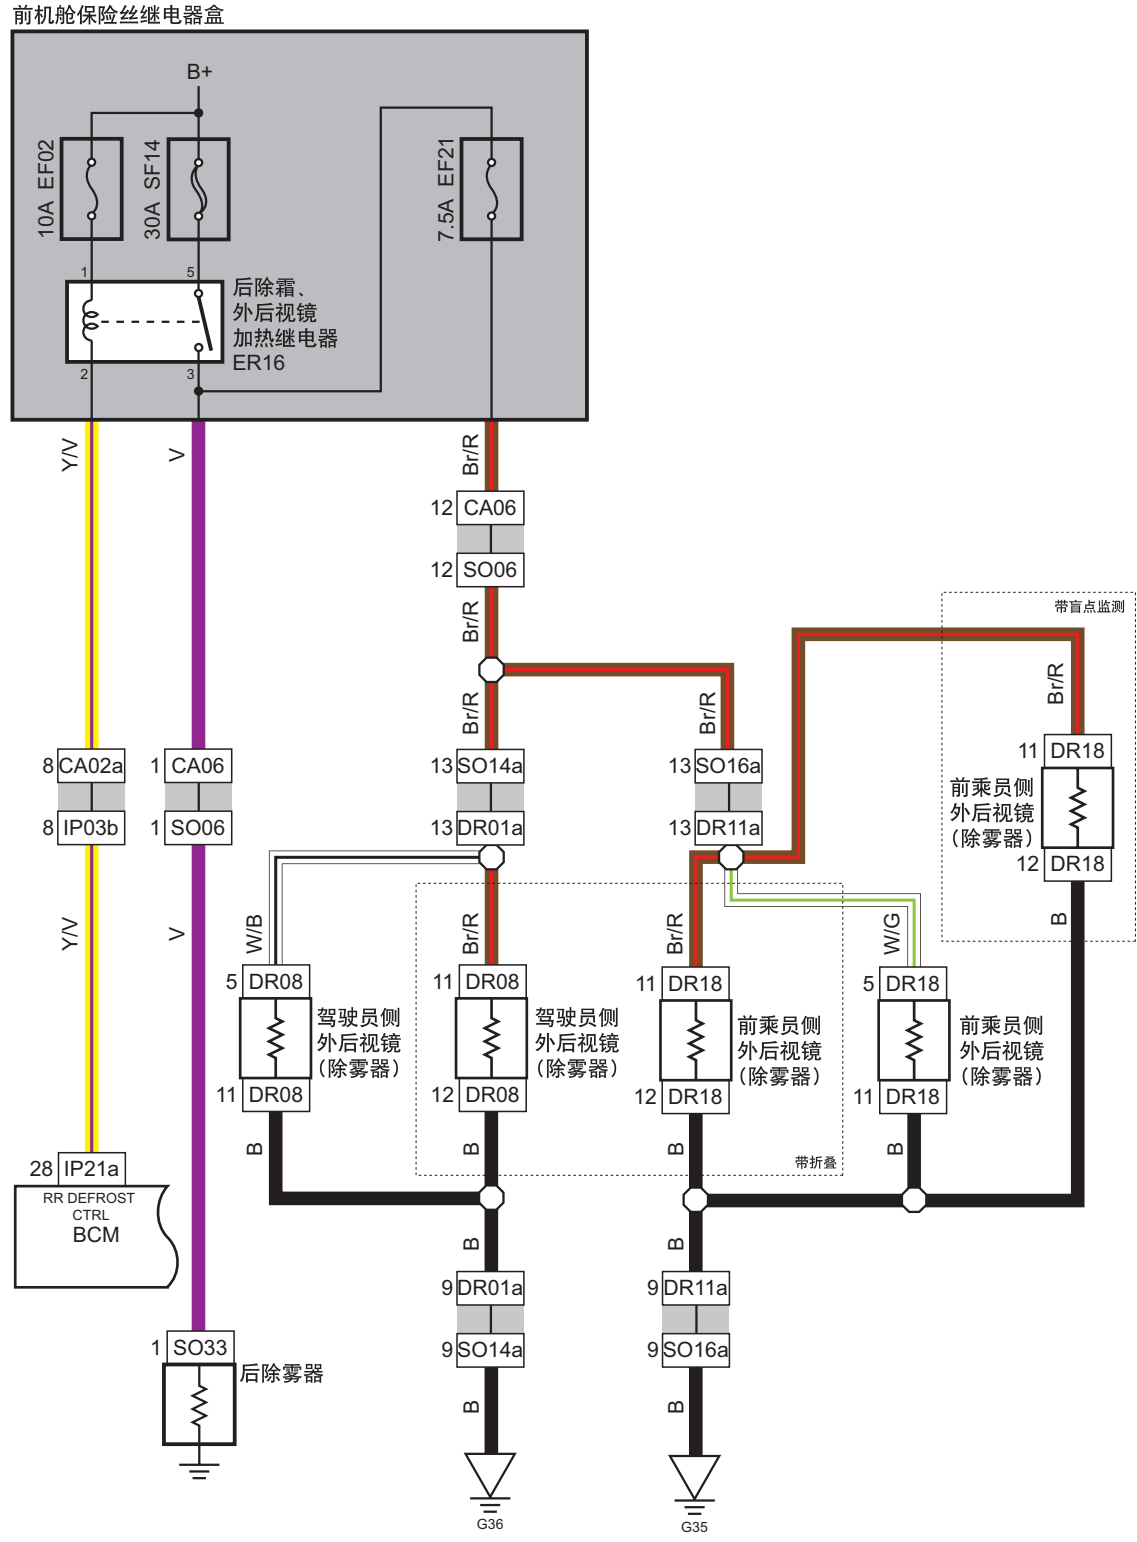 前机舱保险丝继电器盒
B+
10A EF02
30A SF14
7.5A EF21
1
5
后除霜、
外后视镜
加热继电器
ER16
2
3
Y/V
V
Br/R
12 CA06
12 SO06
Br/R
带盲点监测
Br/R
Br/R
Br/R
8 CA02a
1 CA06
13 SO14a
13 SO16a
11 DR18
前乘员侧
外后视镜
(除雾器)
8 IP03b
1 SO06
13 DR01a
13 DR11a
12 DR18
Y/V
V
W/B
Br/R
Br/R
W/G
B
5 DR08
11 DR08
11 DR18
5 DR18
驾驶员侧
外后视镜
(除雾器)
驾驶员侧
外后视镜
(除雾器)
前乘员侧
外后视镜
(除雾器)
前乘员侧
外后视镜
(除雾器)
11 DR08
12 DR08
12 DR18
11 DR18
B
B
B
B
带折叠
28 IP21a
RR DEFROST
CTRL
BCM
B
B
9 DR01a
9 DR11a
1 SO33
后除雾器
9 SO14a
9 SO16a
B
B
G36
G35